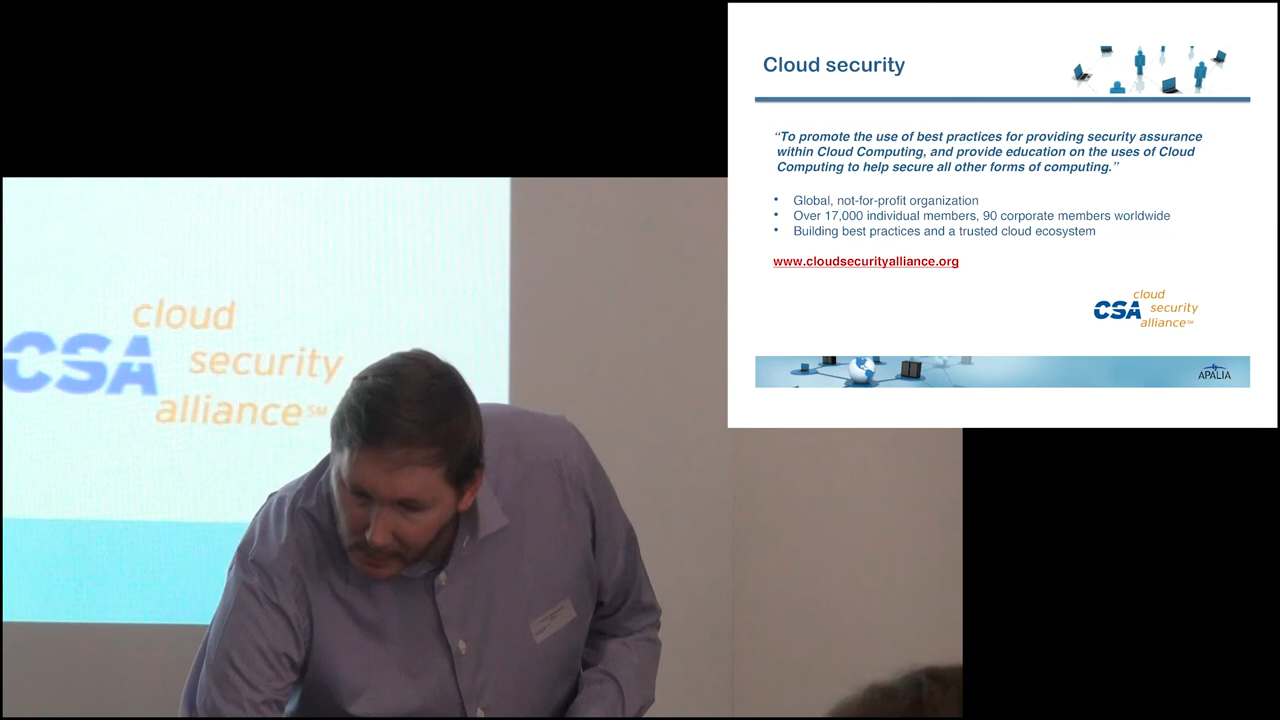 Cloud security
“To promote the use of best practices for providing security assurance
within Cloud Computing, and provide education on the uses of Cloud
Computing to help secure all other forms of computing.”
• Global, not-for-profit organization
• Over 17,000 individual members, 90 corporate members worldwide
• Building best practices and a trusted cloud ecosystem
www.cloudsecurityalliance.org
cloud
CSA security
alliance℠
APALIA
cloud
CSA security
alliance℠